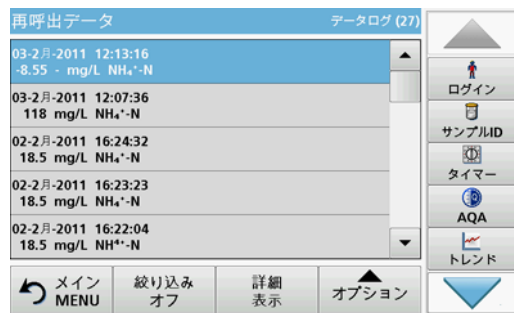 再呼出データ データログ (27)
03-2月-2011 12:13:16
-8.55 - mg/L NH₄⁺-N
03-2月-2011 12:07:36
118 mg/L NH₄⁺-N
02-2月-2011 16:24:32
18.5 mg/L NH₄⁺-N
02-2月-2011 16:23:23
18.5 mg/L NH₄⁺-N
02-2月-2011 16:22:04
18.5 mg/L NH⁴⁺-N
ログイン
サンプルID
タイマー
AQA
トレンド
メイン
MENU
絞り込み
オフ
詳細
表示
オプション